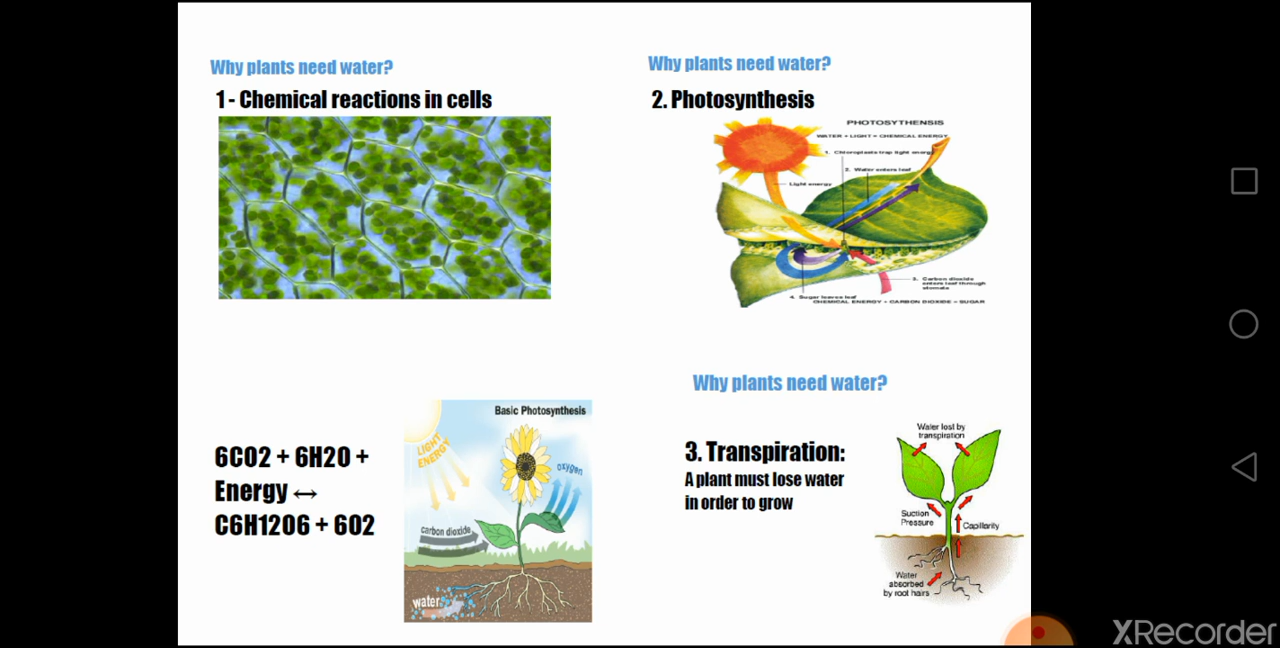 Why plants need water?
1 - Chemical reactions in cells
Why plants need water?
2. Photosynthesis
PHOTOSYTHENSIS
WATER + LIGHT = CHEMICAL ENERGY
1. Chloroplasts trap light energy
2. Water enters leaf
Light energy
3. Carbon dioxide
enters leaf through
stomata
4. Sugar leaves leaf
CHEMICAL ENERGY + CARBON DIOXIDE = SUGAR
6CO2 + 6H2O +
Energy ↔
C6H12O6 + 6O2
Basic Photosynthesis
LIGHT
ENERGY
oxygen
carbon dioxide
water
Why plants need water?
3. Transpiration:
A plant must lose water
in order to grow
Water lost by
transpiration
Suction
Pressure
Capillarity
Water
absorbed
by root hairs
XRecorder